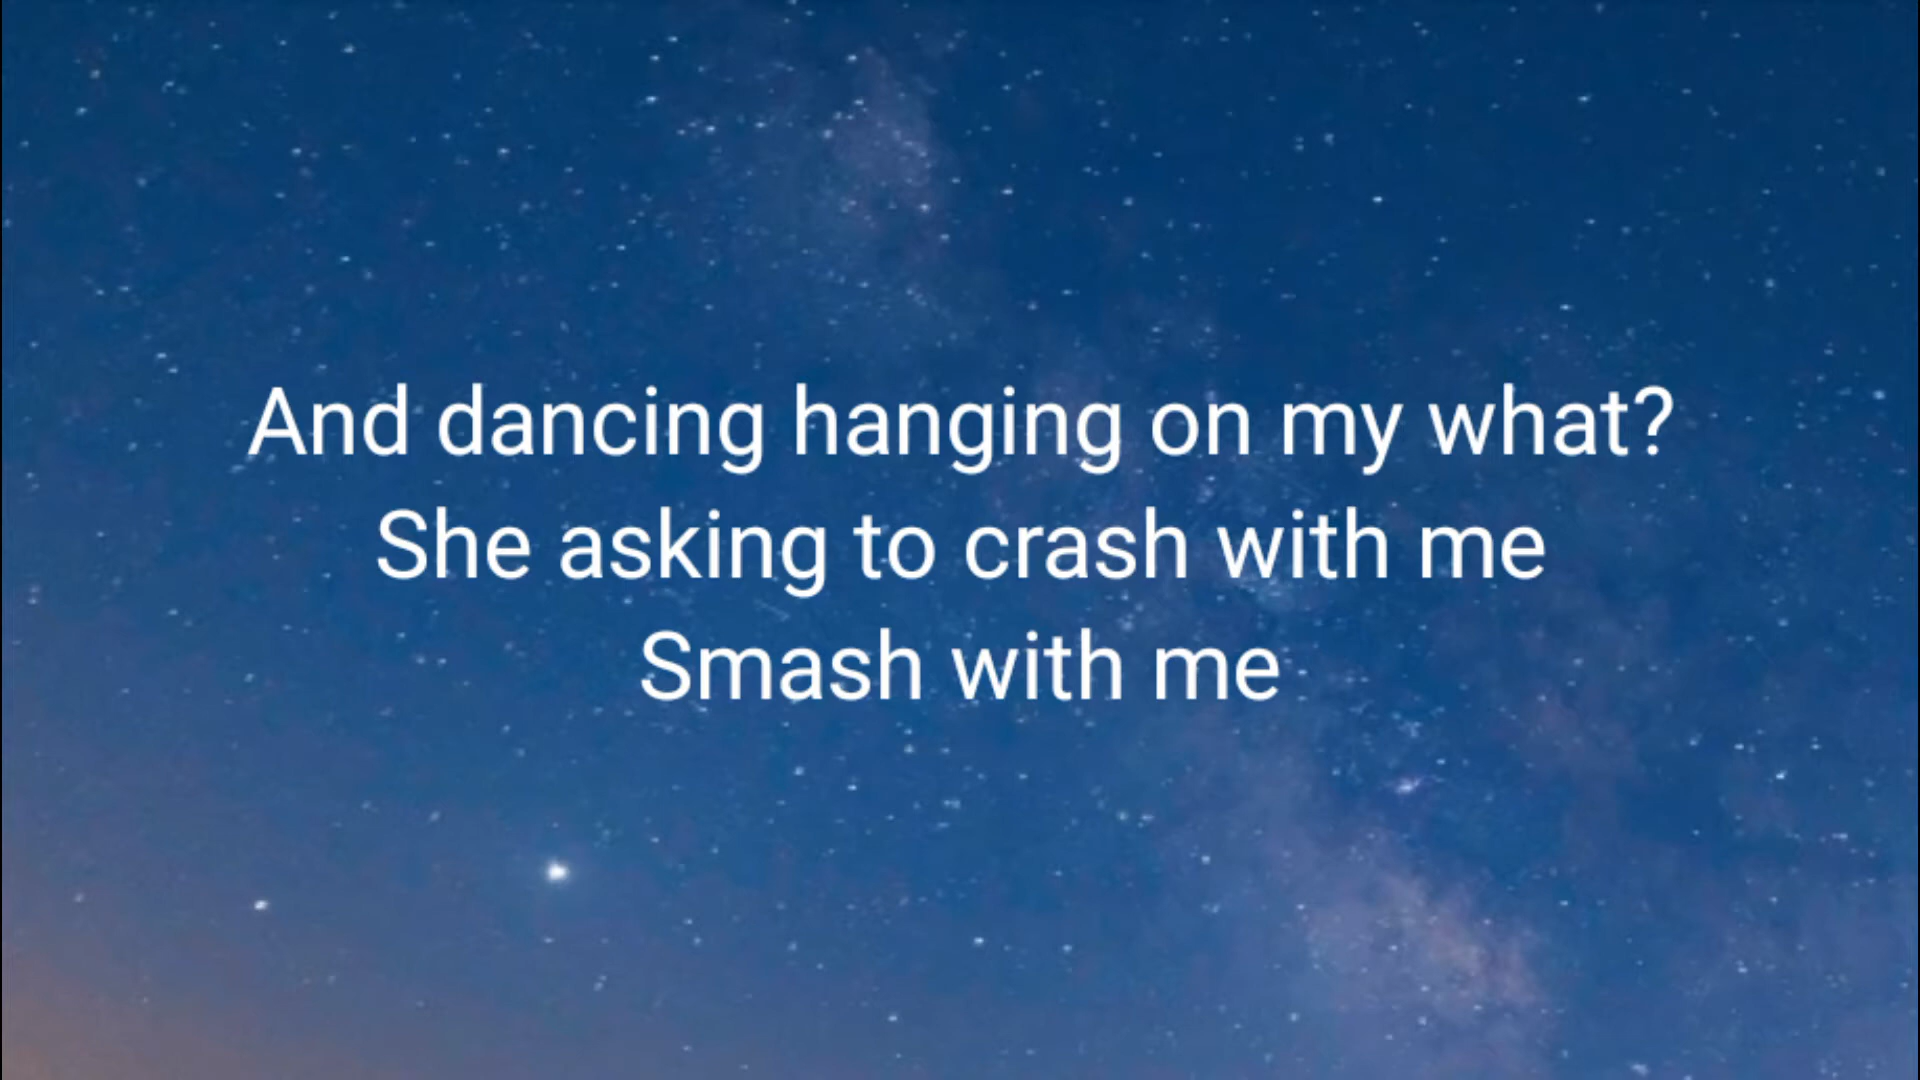 And dancing hanging on my what?
She asking to crash with me
Smash with me